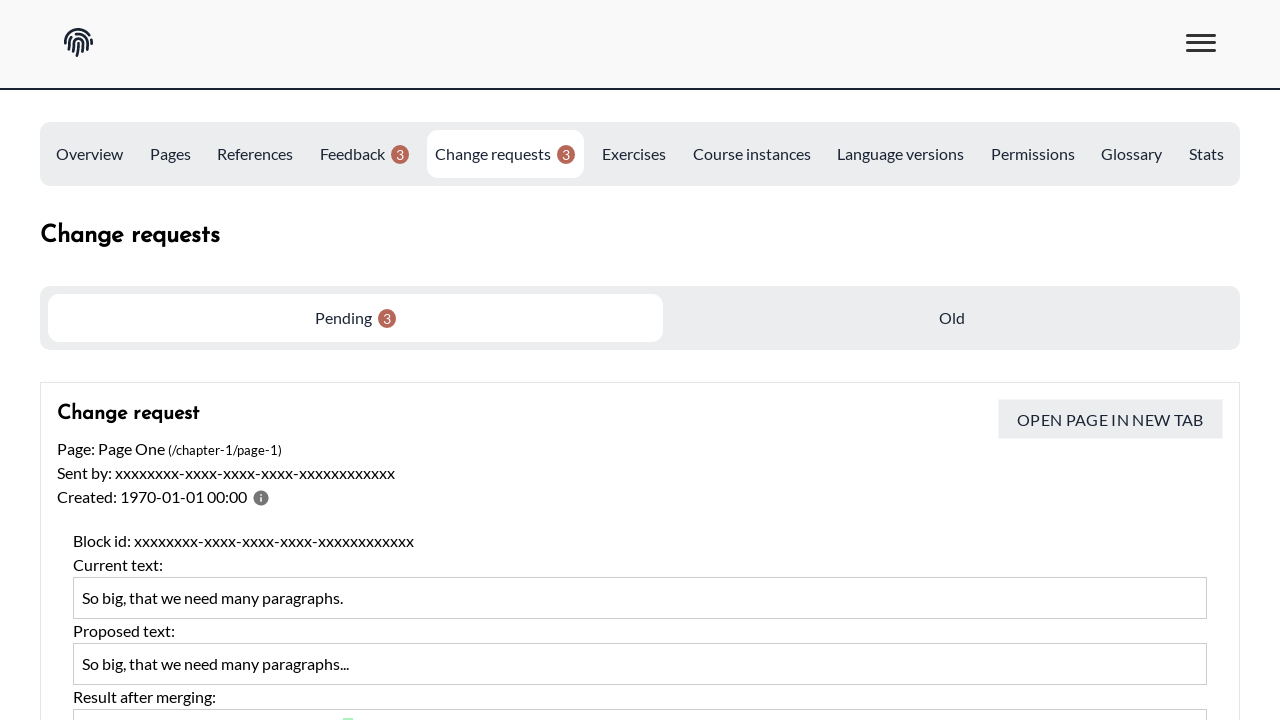 Overview Pages References Feedback 3 Change requests 3 Exercises Course instances Language versions Permissions Glossary Stats
Change requests
Pending 3 Old
Change request
OPEN PAGE IN NEW TAB
Page: Page One (/chapter-1/page-1)
Sent by: xxxxxxxx-xxxx-xxxx-xxxx-xxxxxxxxxxxx
Created: 1970-01-01 00:00
Block id: xxxxxxxx-xxxx-xxxx-xxxx-xxxxxxxxxxxx
Current text:
So big, that we need many paragraphs.
Proposed text:
So big, that we need many paragraphs...
Result after merging: